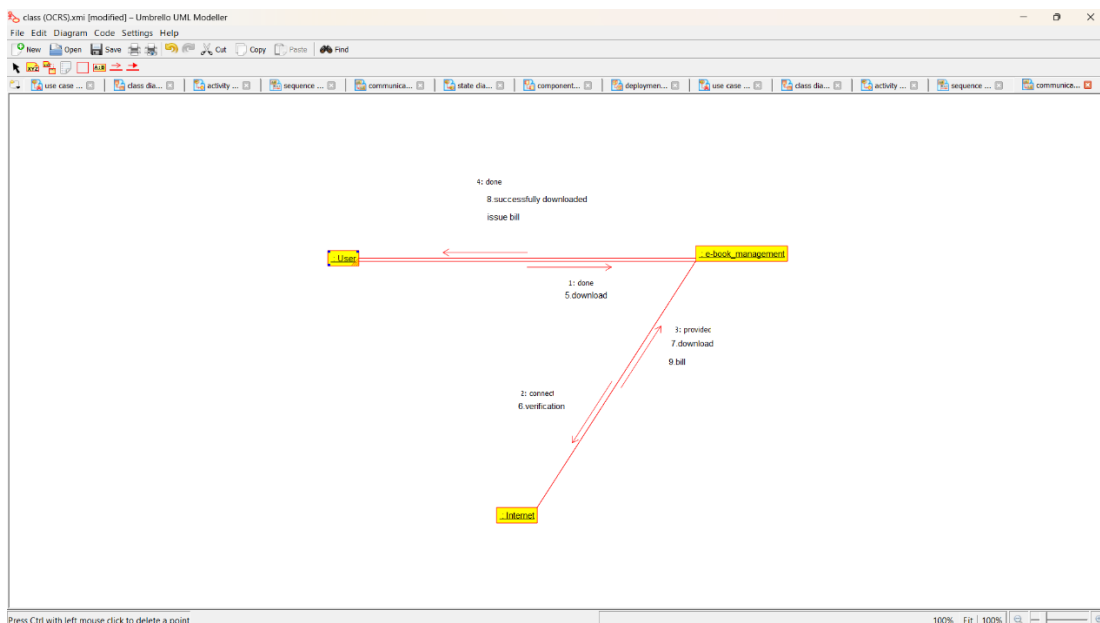 class (OCRS).xmi [modified] – Umbrello UML Modeller
File Edit Diagram Code Settings Help
New Open Save Cut Copy Paste Find
use case ... class dia... activity ... sequence ... communica... state dia... component... deploymen... use case ... class dia... activity ... sequence ... communica...
4: done
8.successfully downloaded
issue bill
: User
: e-book_management
1: done
5.download
3: providec
7.download
9.bill
2: connect
6.verification
: Internet
Press Ctrl with left mouse click to delete a point
100% Fit 100%